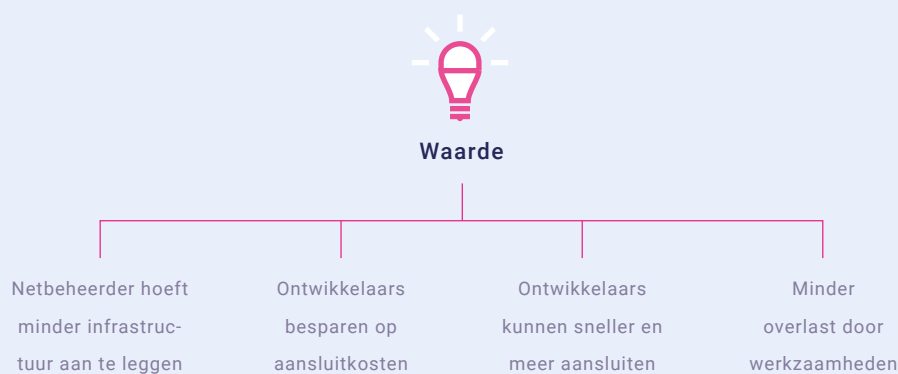 Waarde
Netbeheerder hoeft
minder infrastruc-
tuur aan te leggen
Ontwikkelaars
besparen op
aansluitkosten
Ontwikkelaars
kunnen sneller en
meer aansluiten
Minder
overlast door
werkzaamheden